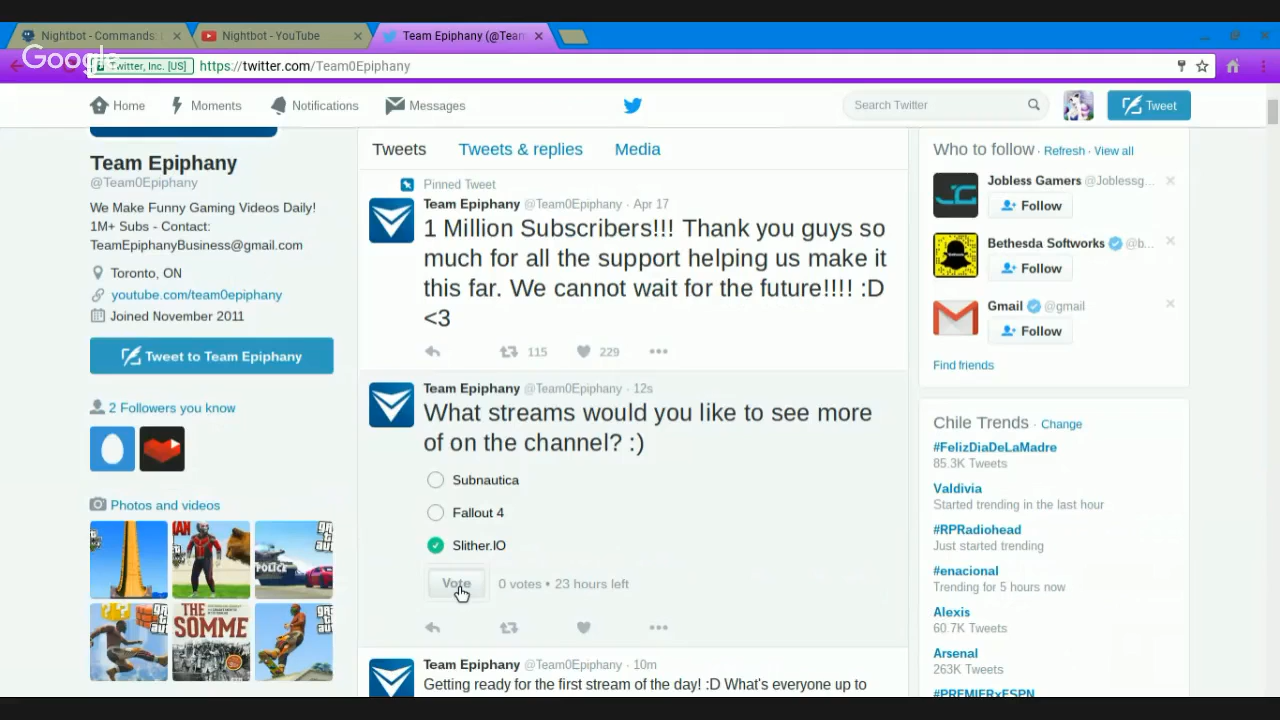 Nightbot - Commands:
Nightbot - YouTube
Team Epiphany (@Team
Google
Twitter, Inc. [US]
https://twitter.com/Team0Epiphany
Home
Moments
Notifications
Messages
Search Twitter
Tweet
Team Epiphany
@Team0Epiphany
We Make Funny Gaming Videos Daily!
1M+ Subs - Contact:
TeamEpiphanyBusiness@gmail.com
Toronto, ON
youtube.com/team0epiphany
Joined November 2011
Tweet to Team Epiphany
2 Followers you know
Photos and videos
POLICE
THE
SOMME
Tweets
Tweets & replies
Media
Pinned Tweet
Team Epiphany @Team0Epiphany · Apr 17
1 Million Subscribers!!! Thank you guys so
much for all the support helping us make it
this far. We cannot wait for the future!!!! :D
<3
115
229
Team Epiphany @Team0Epiphany · 12s
What streams would you like to see more
of on the channel? :)
Subnautica
Fallout 4
Slither.IO
Vote
0 votes • 23 hours left
Team Epiphany @Team0Epiphany · 10m
Getting ready for the first stream of the day! :D What's everyone up to
Who to follow · Refresh · View all
Jobless Gamers @Joblessg...
Follow
Bethesda Softworks @b...
Follow
Gmail @gmail
Follow
Find friends
Chile Trends · Change
#FelizDiaDeLaMadre
85.3K Tweets
Valdivia
Started trending in the last hour
#RPRadiohead
Just started trending
#enacional
Trending for 5 hours now
Alexis
60.7K Tweets
Arsenal
263K Tweets
#PREMIERxESPN